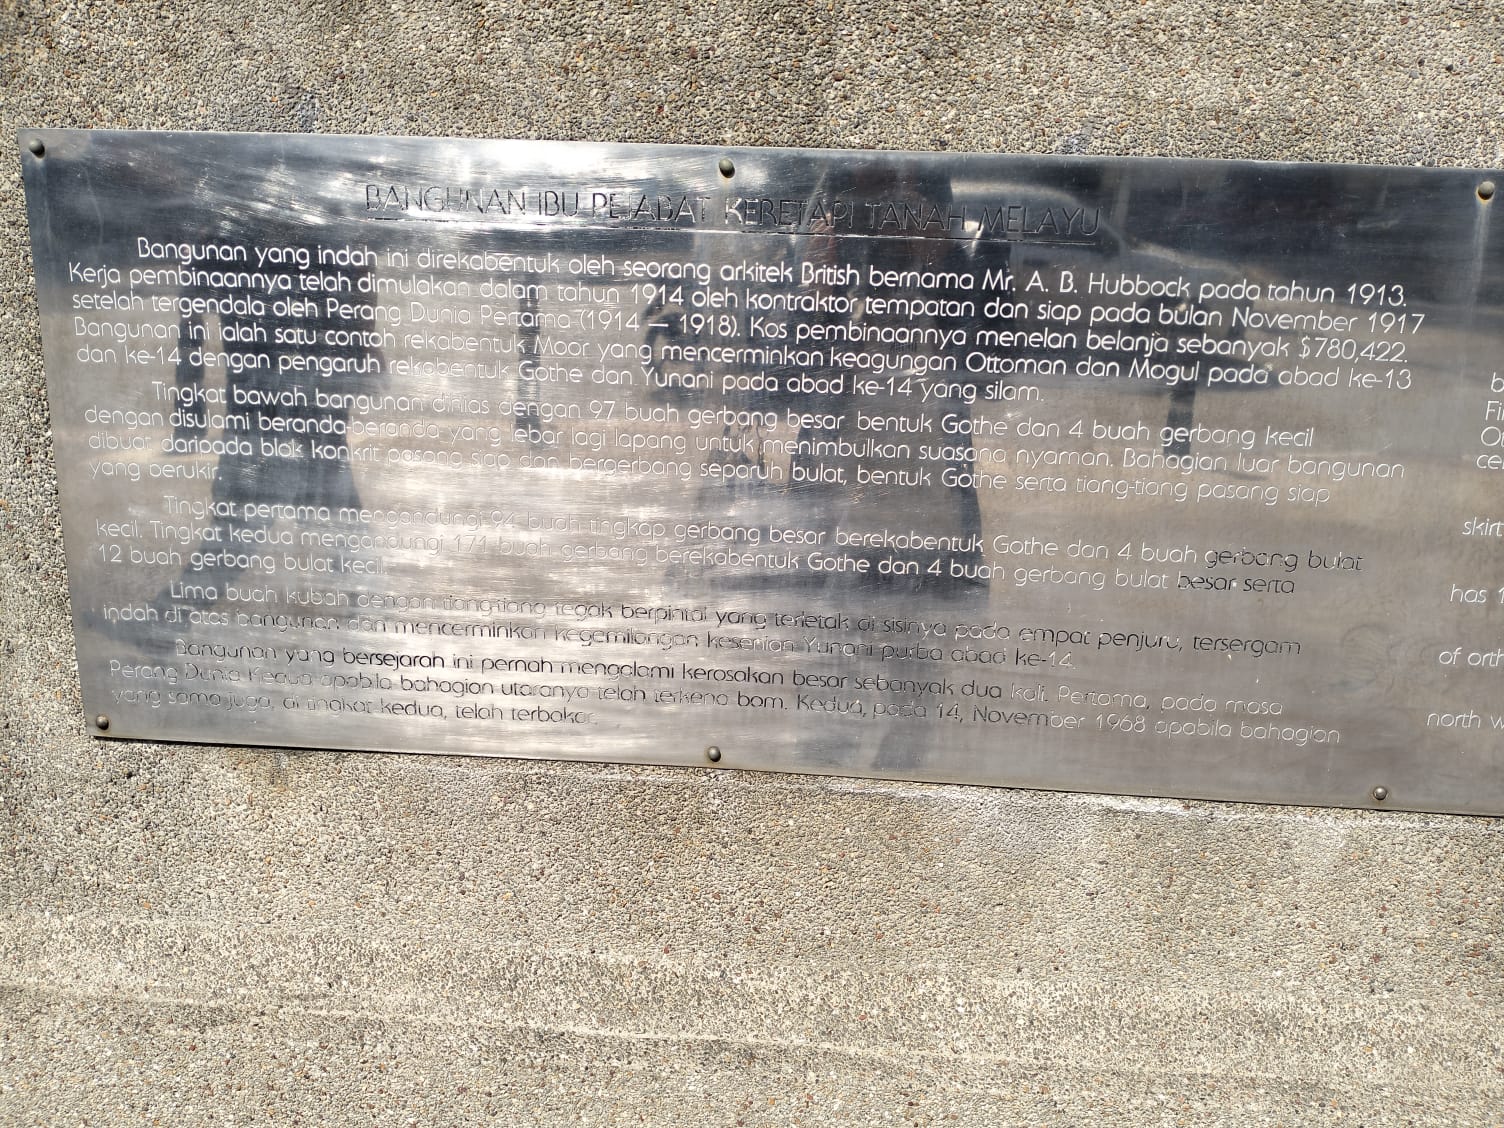 BANGUNAN IBU PEJABAT KERETAPI TANAH MELAYU
Bangunan yang indah ini direkabentuk oleh seorang arkitek British bernama Mr. A. B. Hubbock pada tahun 1913.
Kerja pembinaannya telah dimulakan dalam tahun 1914 oleh kontraktor tempatan dan siap pada bulan November 1917
setelah tergendala oleh Perang Dunia Pertama (1914 — 1918). Kos pembinaannya menelan belanja sebanyak $780,422.
Bangunan ini ialah satu contoh rekabentuk Moor yang mencerminkan keagungan Ottoman dan Mogul pada abad ke-13
dan ke-14 dengan pengaruh rekabentuk Gothe dan Yunani pada abad ke-14 yang silam.
Tingkat bawah bangunan dihias dengan 97 buah gerbang besar bentuk Gothe dan 4 buah gerbang kecil
dengan disulami beranda-beranda yang lebar lagi lapang untuk menimbulkan suasana nyaman. Bahagian luar bangunan
dibuat daripada blok konkrit pasang siap dan bergerbang separuh bulat, bentuk Gothe serta tiang-tiang pasang siap
yang berukir.
Tingkat pertama mengandungi 94 buah tingkap gerbang besar berekabentuk Gothe dan 4 buah gerbang bulat
kecil. Tingkat kedua mengandungi 171 buah gerbang berekabentuk Gothe dan 4 buah gerbang bulat besar serta
12 buah gerbang bulat kecil.
Lima buah kubah dengan tiang-tiang tegak berpintal yang terletak di sisinya pada empat penjuru, tersergam
indah di atas bangunan dan mencerminkan kegemilangan kesenian Yunani purba abad ke-14.
Bangunan yang bersejarah ini pernah mengalami kerosakan besar sebanyak dua kali. Pertama, pada masa
Perang Dunia Kedua apabila bahagian utaranya telah terkena bom. Kedua, pada 14, November 1968 apabila bahagian
yang sama juga, di tingkat kedua, telah terbakar.
skirt
has
of orth
north